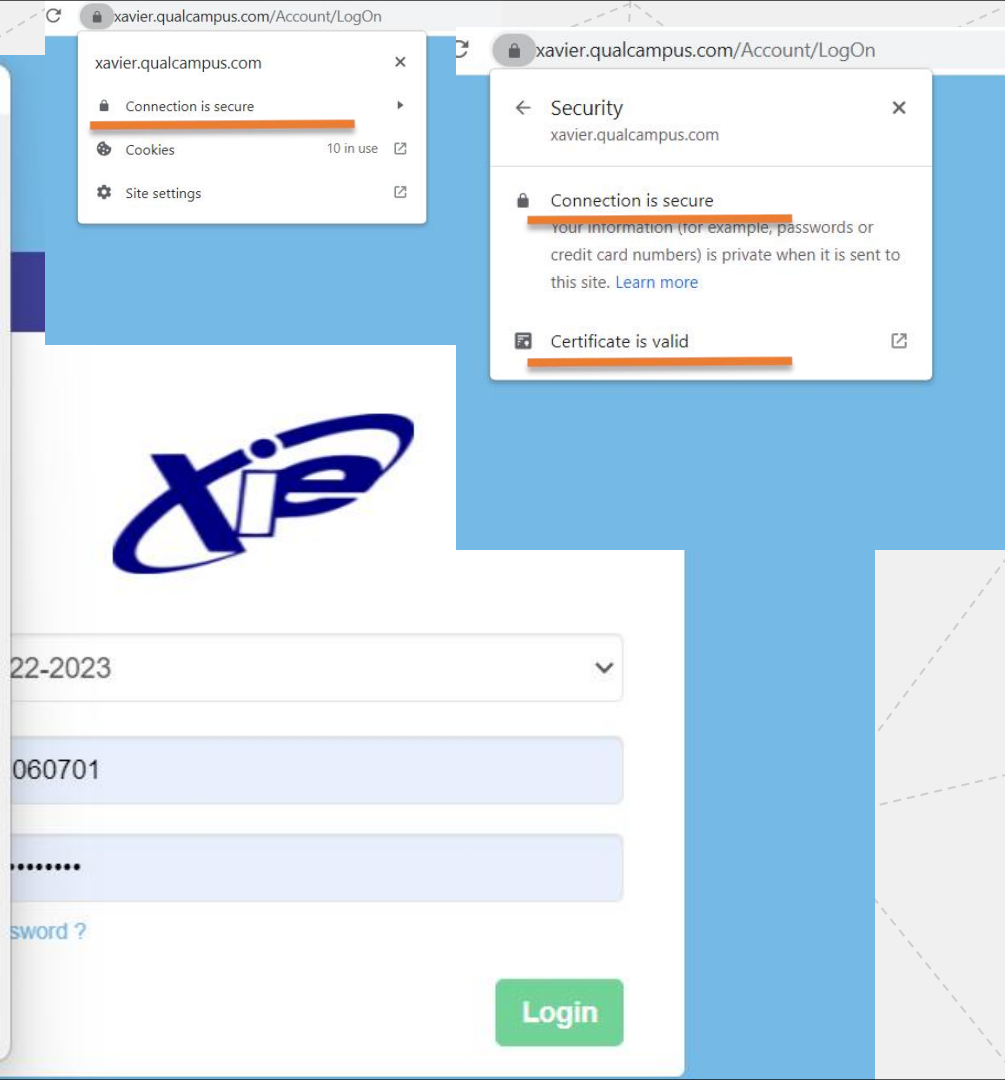 xavier.qualcampus.com/Account/LogOn
xavier.qualcampus.com
Connection is secure
Cookies 10 in use
Site settings
xavier.qualcampus.com/Account/LogOn
Security
xavier.qualcampus.com
Connection is secure
Your information (for example, passwords or
credit card numbers) is private when it is sent to
this site. Learn more
Certificate is valid
Xie
22-2023
060701
sword ?
Login